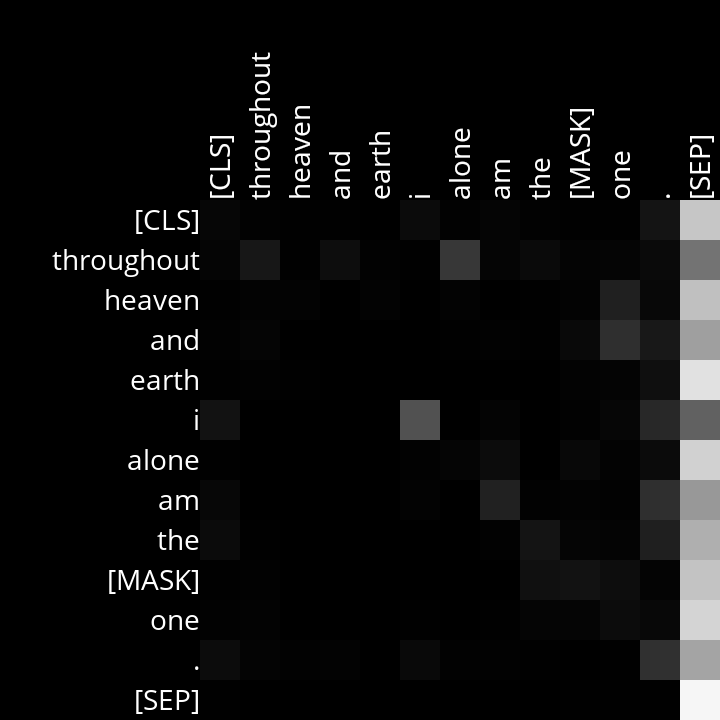 [CLS] throughout heaven and earth i alone am the [MASK] one . [SEP]
[CLS]
throughout
heaven
and
earth
i
alone
am
the
[MASK]
one
.
[SEP]